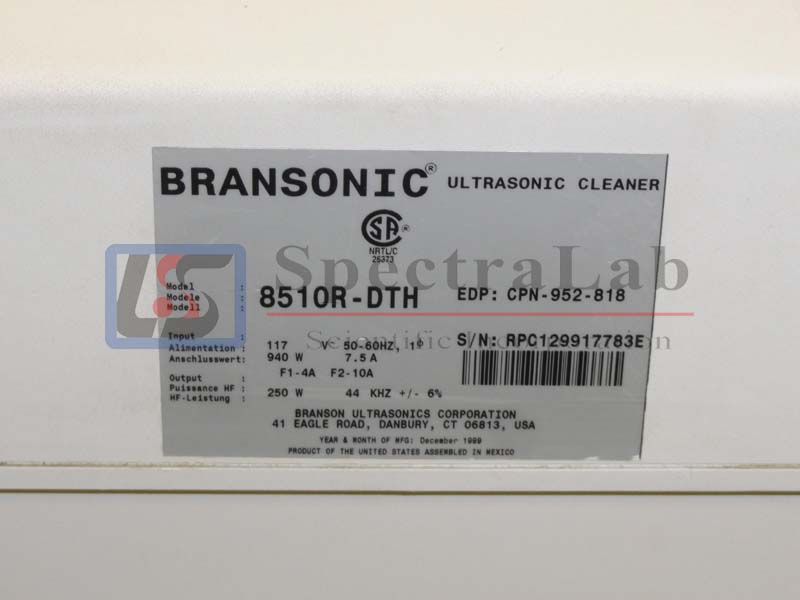 BRANSONIC® ULTRASONIC CLEANER
SA®
NRTL/C
26373
SpectraLab
Scientific
Model :
Modele :
Modell :
8510R-DTH EDP: CPN-952-818
S/N: RPC129917783E
Input :
Alimentation :
Anschlusswert:
117 V~ 50-60HZ, 1Φ
940 W 7.5 A
F1-4A F2-10A
Output :
Puissance HF :
HF-Leistung :
250 W 44 KHZ +/- 6%
BRANSON ULTRASONICS CORPORATION
41 EAGLE ROAD, DANBURY, CT 06813, USA
YEAR & MONTH OF MFG: December 1999
PRODUCT OF THE UNITED STATES ASSEMBLED IN MEXICO